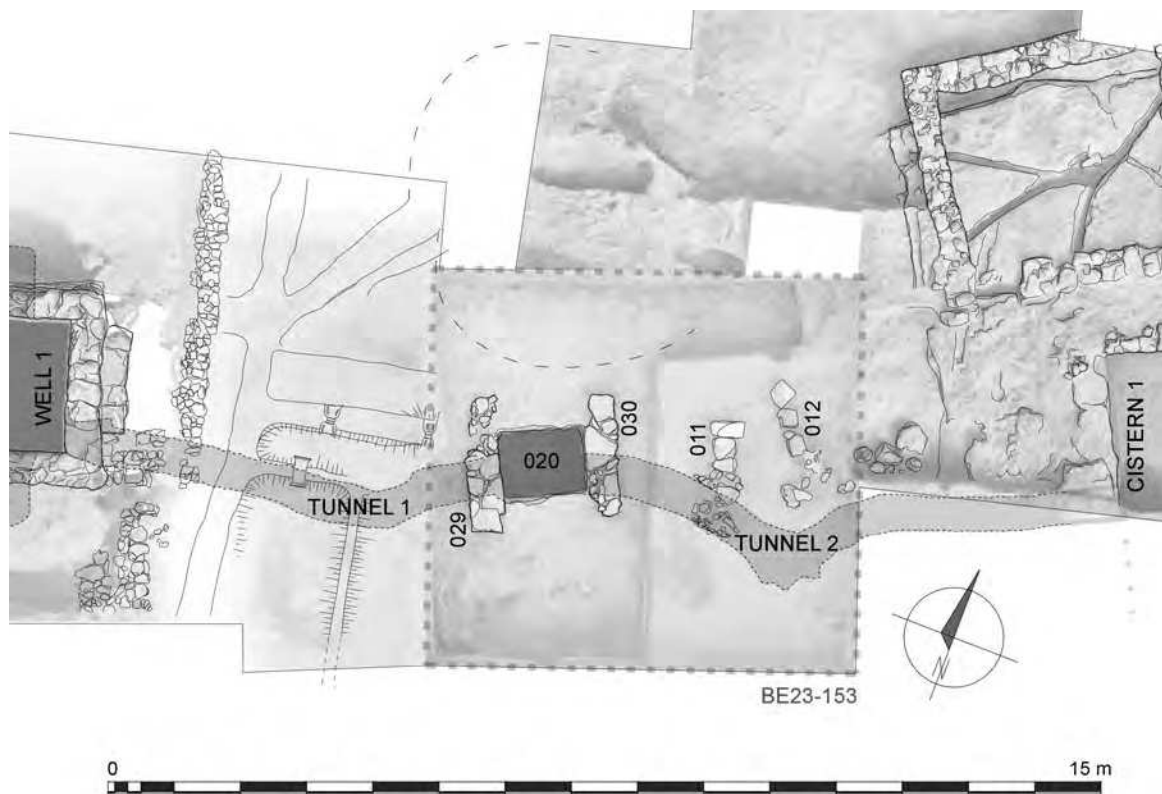 WELL 1
TUNNEL 1
029
020
030
011
012
TUNNEL 2
CISTERN 1
N
BE23-153
0
15 m